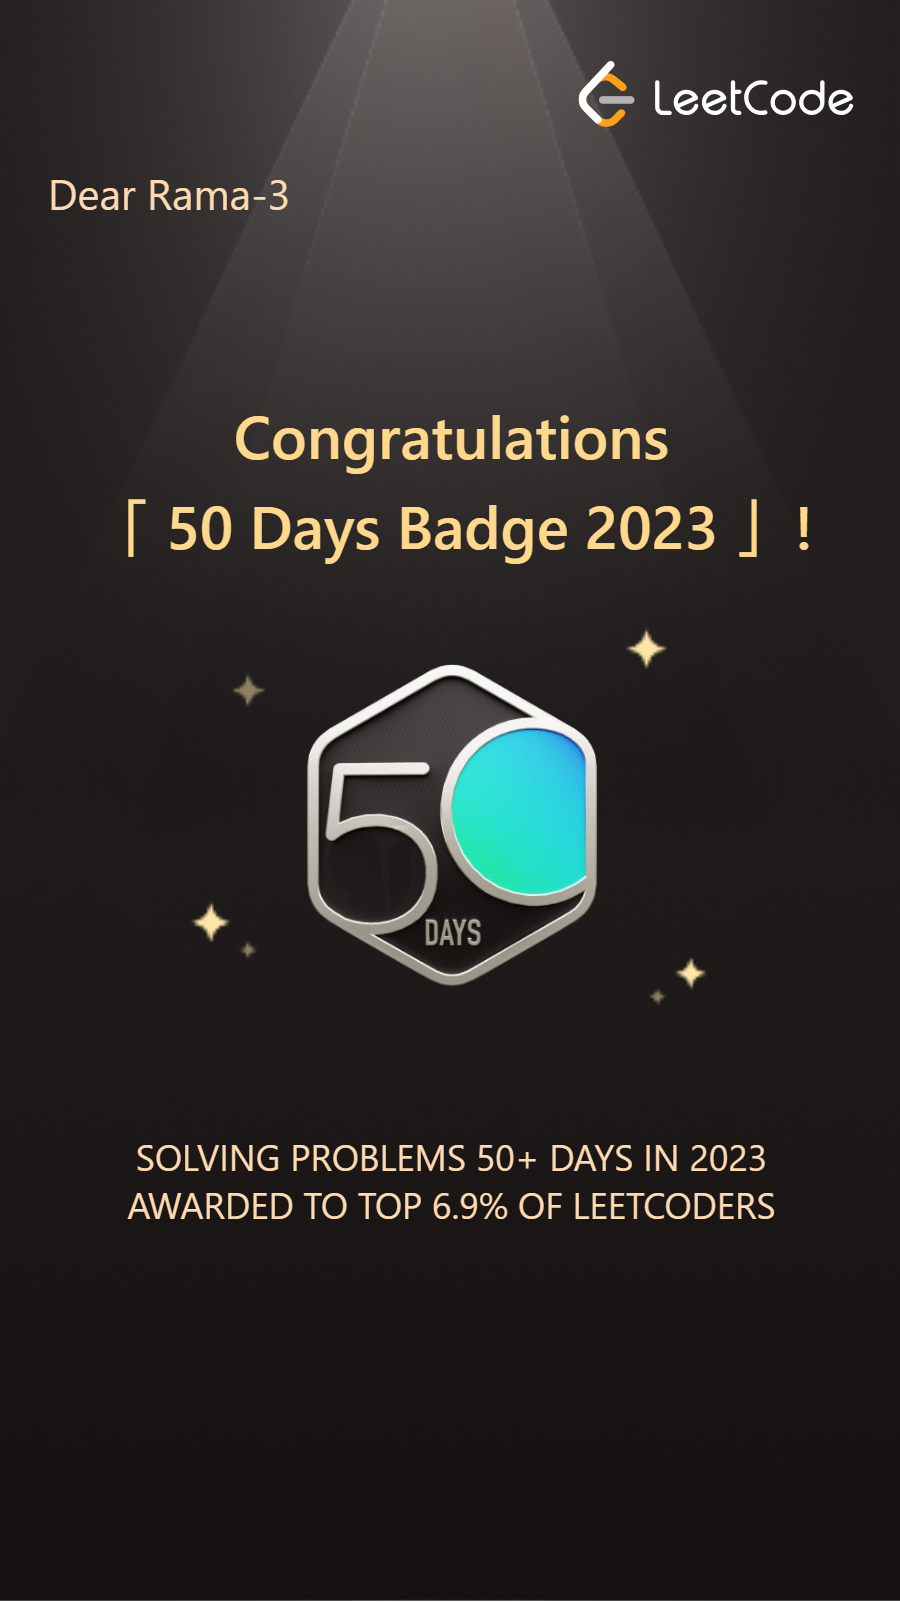 LeetCode
Dear Rama-3
Congratulations
「 50 Days Badge 2023 」 !
50
DAYS
SOLVING PROBLEMS 50+ DAYS IN 2023
AWARDED TO TOP 6.9% OF LEETCODERS